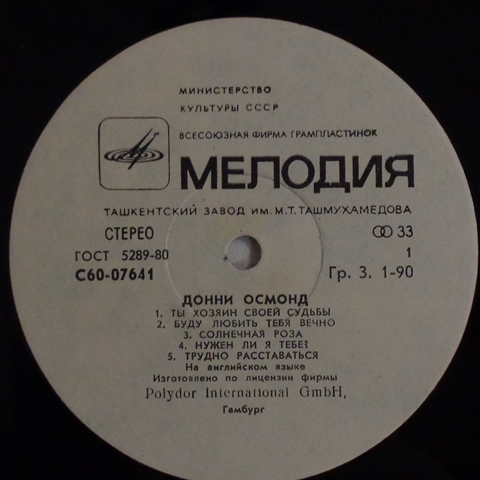 МИНИСТЕРСТВО
КУЛЬТУРЫ СССР
ВСЕСОЮЗНАЯ ФИРМА ГРАМПЛАСТИНОК
МЕЛОДИЯ
ТАШКЕНТСКИЙ ЗАВОД ИМ. М.Т. ТАШМУХАМЕДОВА
СТЕРЕО 33
ГОСТ 5289-80 1
С60-07641 Гр. 3. 1-90
ДОННИ ОСМОНД
1. ТЫ ХОЗЯИН СВОЕЙ СУДЬБЫ
2. БУДУ ЛЮБИТЬ ТЕБЯ ВЕЧНО
3. СОЛНЕЧНАЯ РОЗА
4. НУЖЕН ЛИ Я ТЕБЕ?
5. ТРУДНО РАССТАВАТЬСЯ
На английском языке
Изготовлено по лицензии фирмы
Polydor International GmbH,
Гамбург